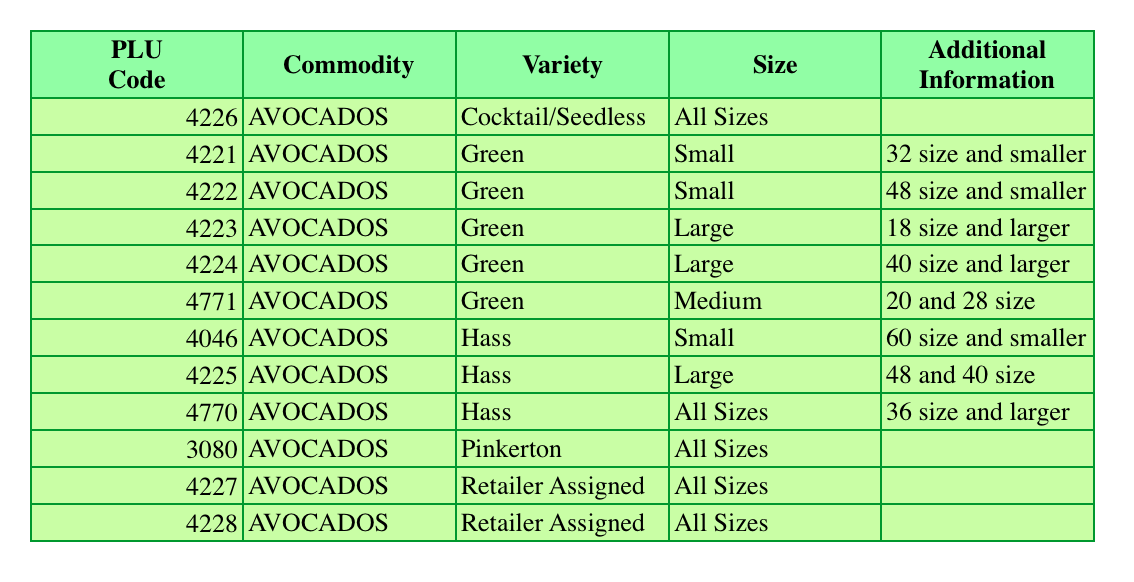 PLU Code Commodity Variety Size Additional Information
4226 AVOCADOS Cocktail/Seedless All Sizes
4221 AVOCADOS Green Small 32 size and smaller
4222 AVOCADOS Green Small 48 size and smaller
4223 AVOCADOS Green Large 18 size and larger
4224 AVOCADOS Green Large 40 size and larger
4771 AVOCADOS Green Medium 20 and 28 size
4046 AVOCADOS Hass Small 60 size and smaller
4225 AVOCADOS Hass Large 48 and 40 size
4770 AVOCADOS Hass All Sizes 36 size and larger
3080 AVOCADOS Pinkerton All Sizes
4227 AVOCADOS Retailer Assigned All Sizes
4228 AVOCADOS Retailer Assigned All Sizes